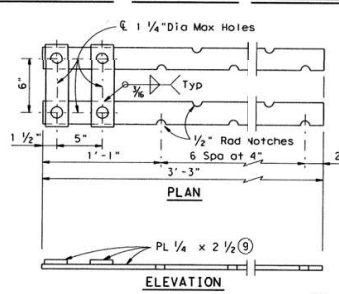 ℄ 1 ¼"Dia Max Holes
6"
3/16
Typ
1 ½"
5"
½" Rad Notches
1'-1"
6 Spa at 4"
2
3'-3"
PLAN
PL ¼ x 2 ½ ⑨
ELEVATION